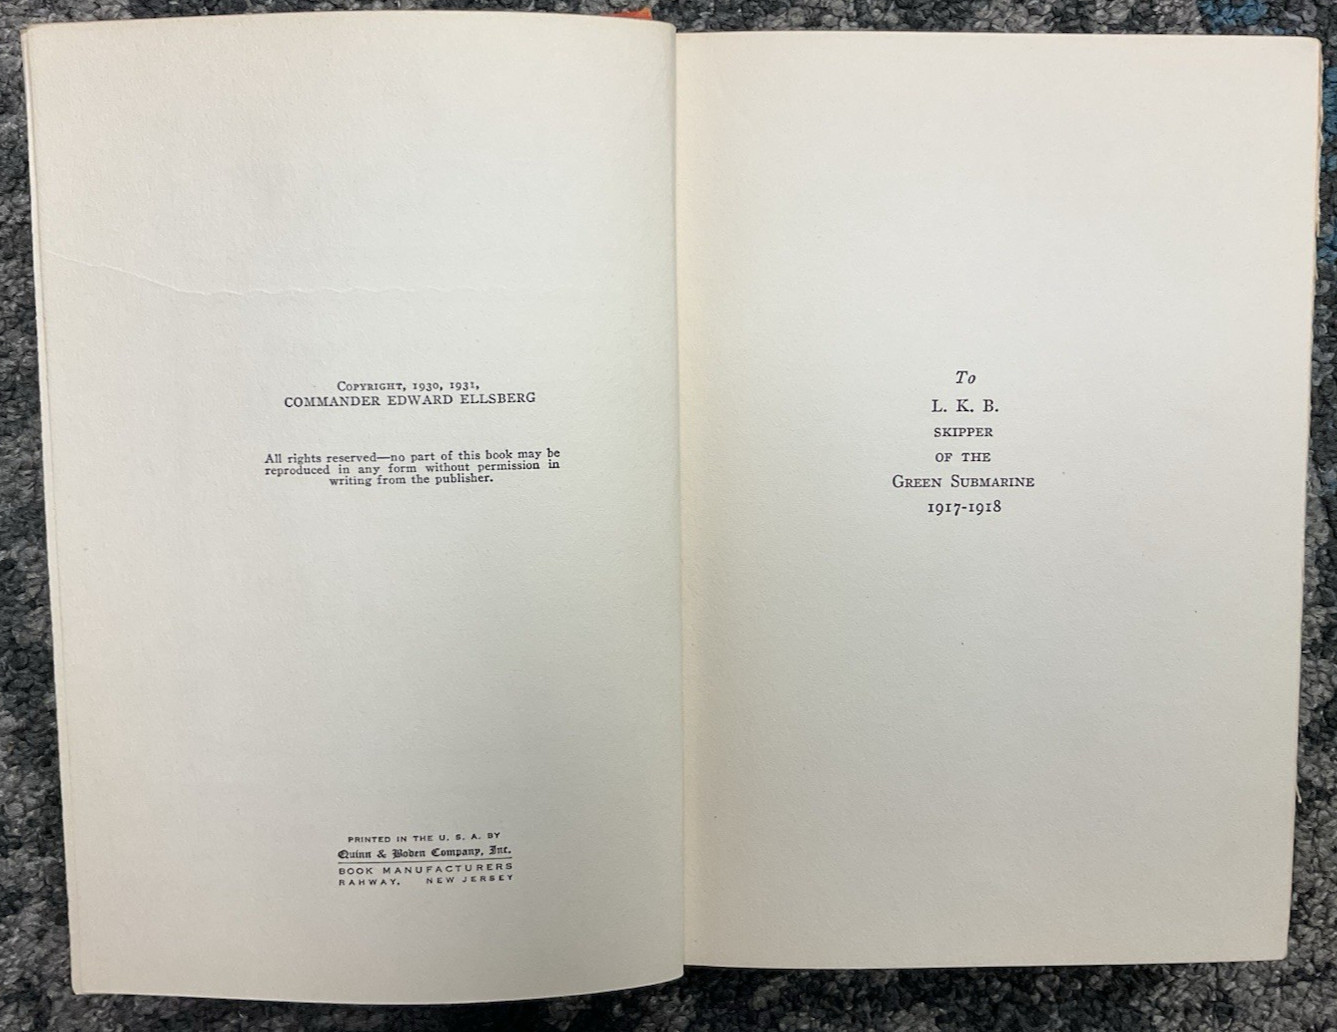 Copyright, 1930, 1931,
COMMANDER EDWARD ELLSBERG
All rights reserved—no part of this book may be
reproduced in any form without permission in
writing from the publisher.
PRINTED IN THE U. S. A. BY
Quinn & Boden Company, Inc.
BOOK MANUFACTURERS
RAHWAY, NEW JERSEY
To
L. K. B.
SKIPPER
OF THE
GREEN SUBMARINE
1917-1918